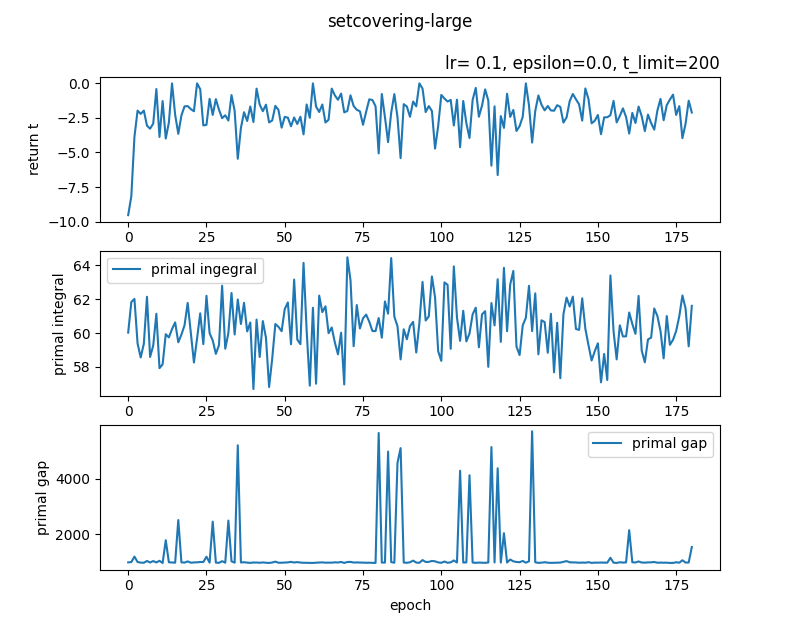 setcovering-large
lr= 0.1, epsilon=0.0, t_limit=200
return t
0.0
−2.5
−5.0
−7.5
−10.0
0 25 50 75 100 125 150 175
primal integral
primal ingegral
64
62
60
58
0 25 50 75 100 125 150 175
primal gap
primal gap
4000
2000
0 25 50 75 100 125 150 175
epoch